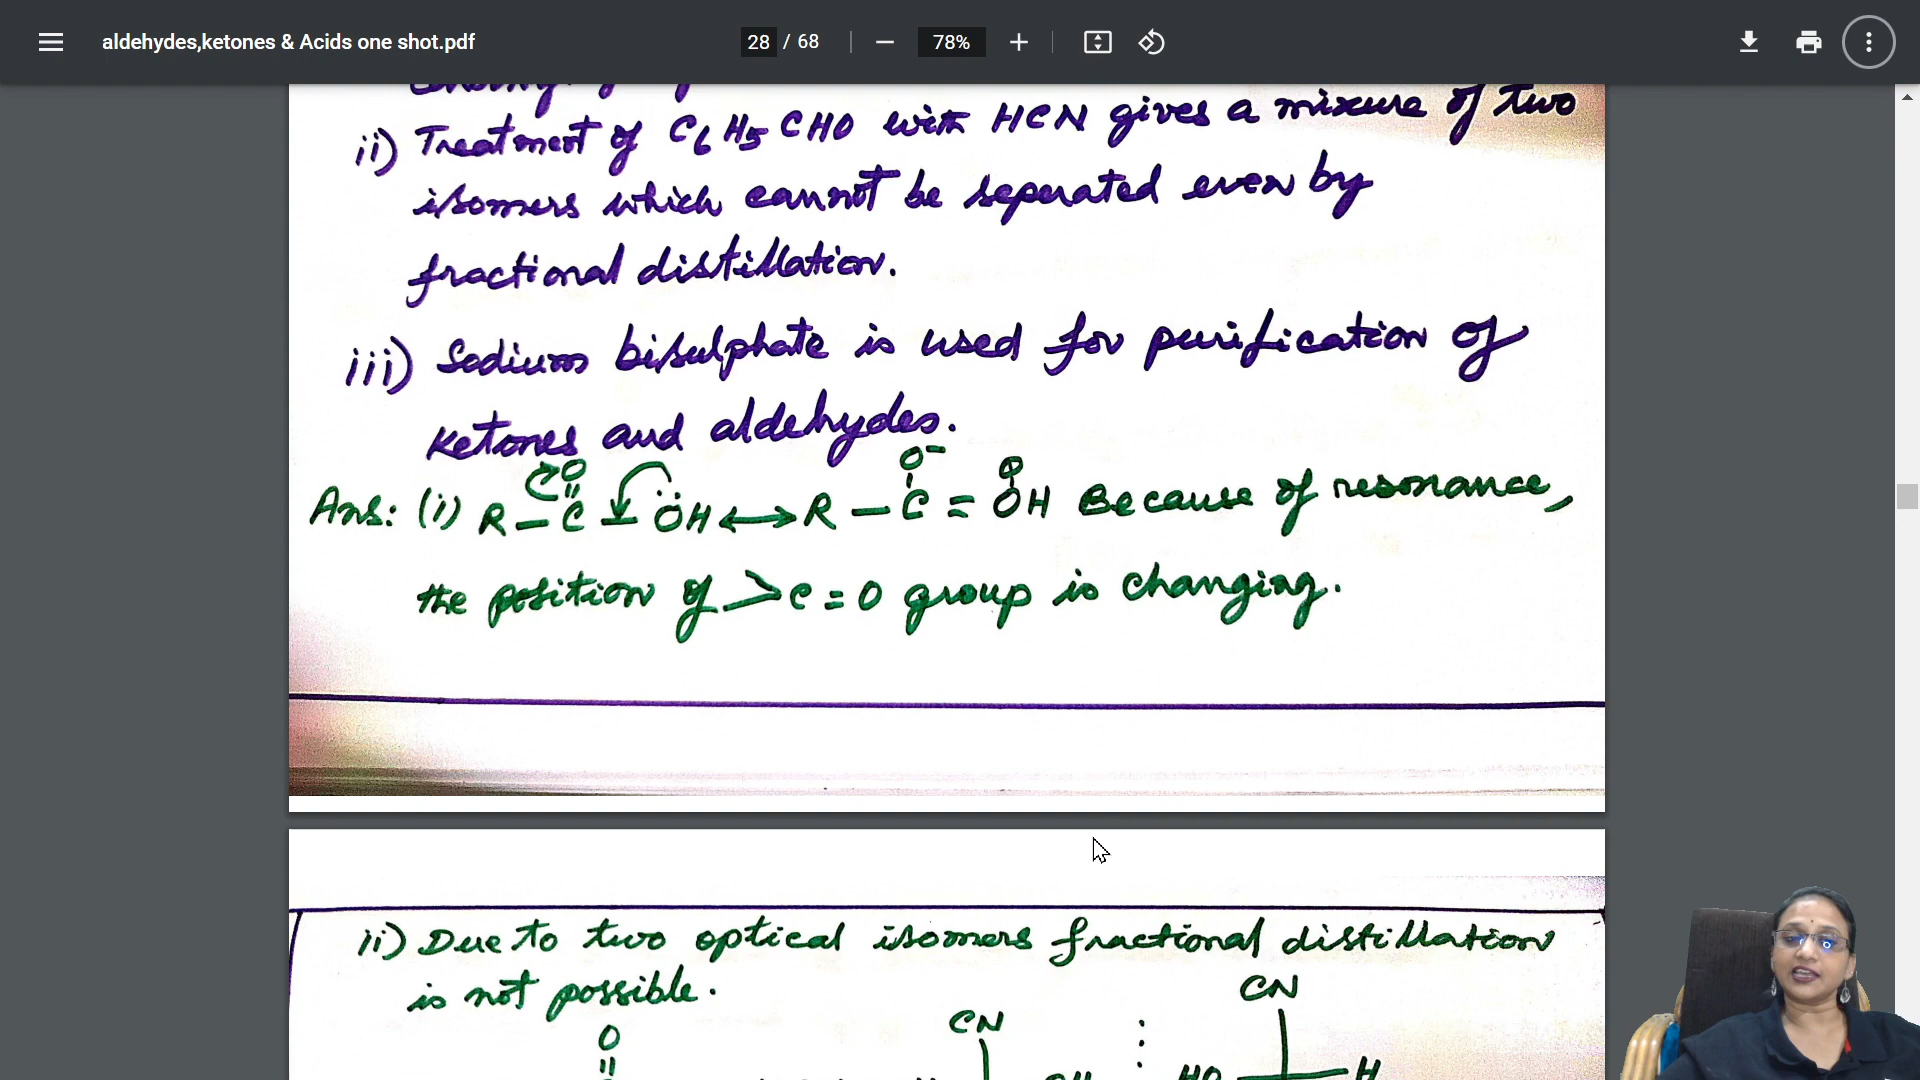 aldehydes,ketones & Acids one shot.pdf
28 / 68
78%
ii) Treatment of C6H5CHO with HCN gives a mixure of two
isomers which cannot be separated even by
fractional distillation.
iii) Sodium bisulphate is used for purification of
ketones and aldehydes.
Ans: (i) R-C(=O)-ÖH ↔ R-C(O⁻)=O⊕H Because of resonance,
the position of >C=O group is changing.
ii) Due to two optical isomers fractional distillation
is not possible.
O
CN
CN
OH
HO
H